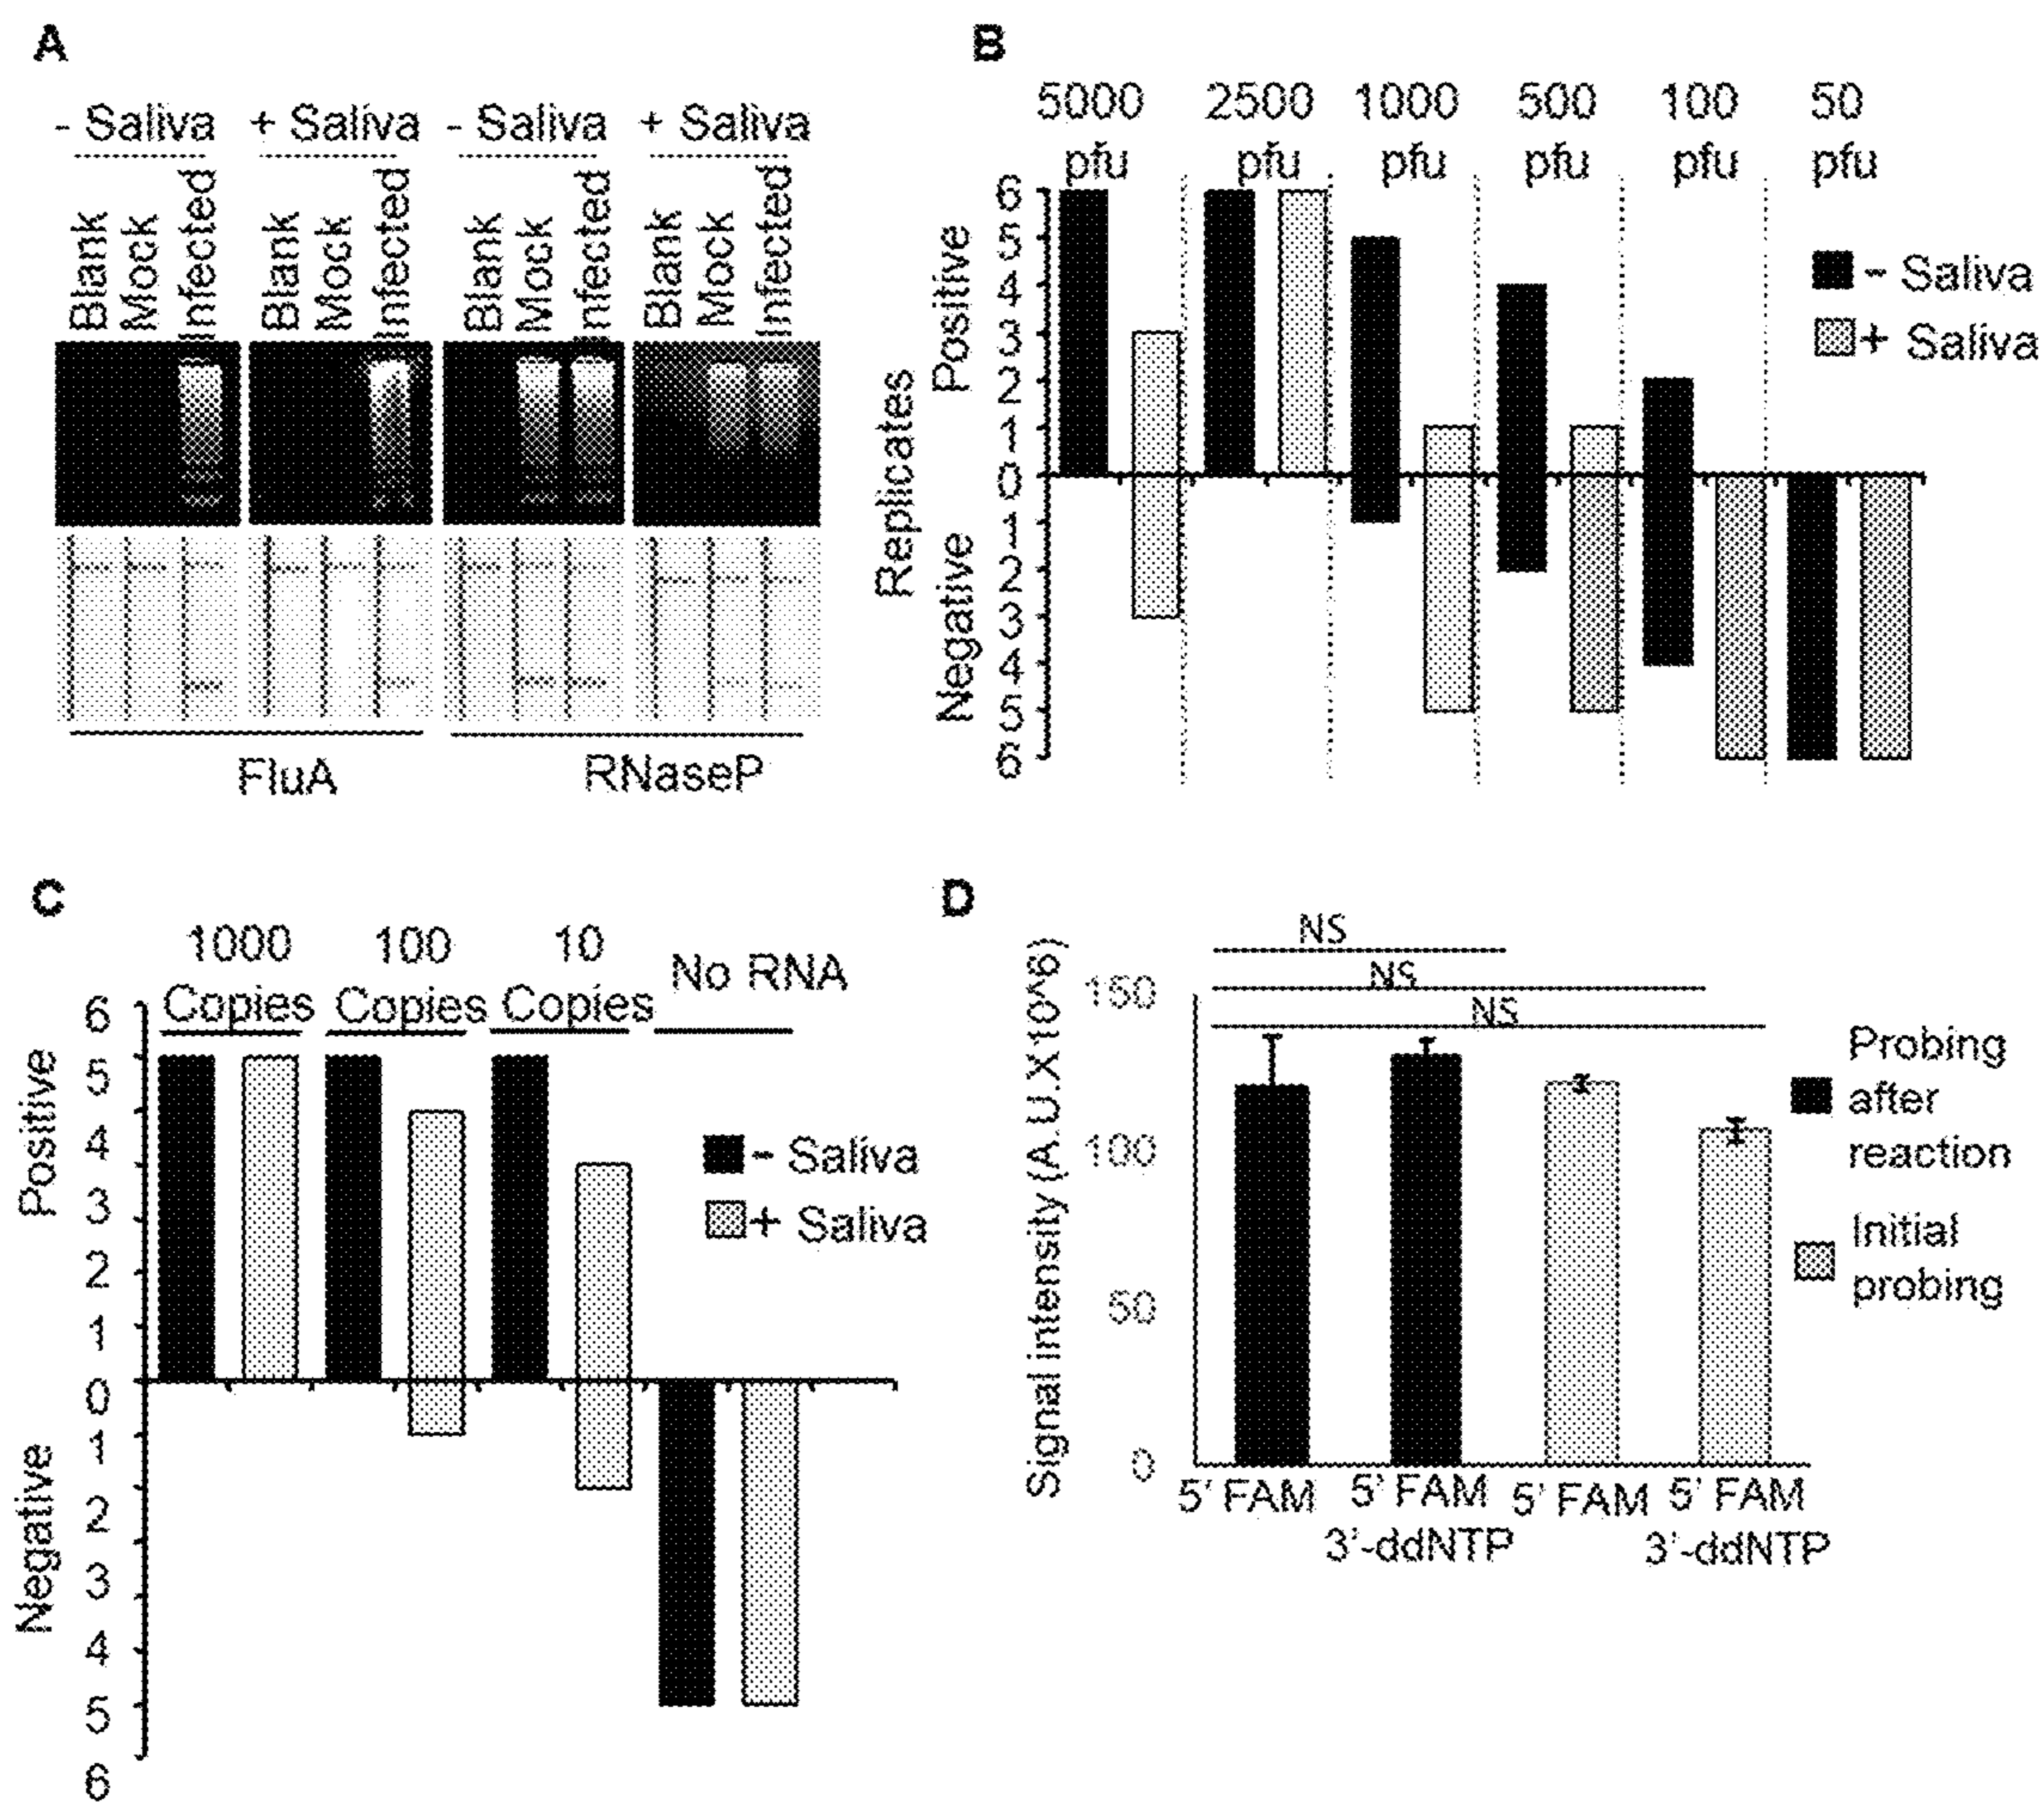 A
- Saliva + Saliva - Saliva + Saliva
Blank Mock Infected Blank Mock Infected Blank Mock Infected Blank Mock Infected
FluA RNaseP
B
5000 2500 1000 500 100 50
pfu pfu pfu pfu pfu pfu
Replicates
Positive
Negative
6
5
4
3
2
1
0
1
2
3
4
5
6
- Saliva
+ Saliva
C
1000 100 10 No RNA
Copies Copies Copies
Positive
Negative
6
5
4
3
2
1
0
1
2
3
4
5
6
- Saliva
+ Saliva
D
NS
NS
NS
Signal intensity (A.U.X10^6)
150
100
50
0
5' FAM 5' FAM 5' FAM 5' FAM
3'-ddNTP 3'-ddNTP
Probing
after
reaction
Initial
probing